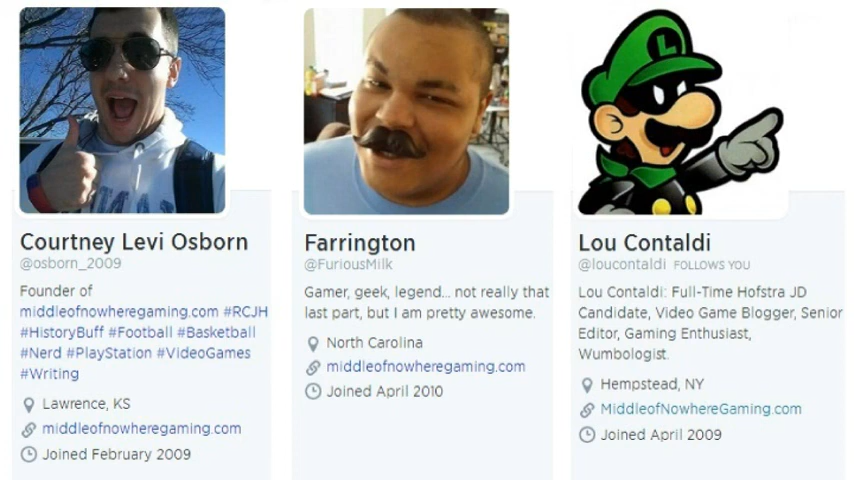 Courtney Levi Osborn
@osborn_2009
Founder of
middleofnowheregaming.com #RCJH
#HistoryBuff #Football #Basketball
#Nerd #PlayStation #VideoGames
#Writing
Lawrence, KS
middleofnowheregaming.com
Joined February 2009
Farrington
@FuriousMilk
Gamer, geek, legend... not really that
last part, but I am pretty awesome.
North Carolina
middleofnowheregaming.com
Joined April 2010
L
Lou Contaldi
@loucontaldi FOLLOWS YOU
Lou Contaldi: Full-Time Hofstra JD
Candidate, Video Game Blogger, Senior
Editor, Gaming Enthusiast,
Wumbologist.
Hempstead, NY
MiddleofNowhereGaming.com
Joined April 2009